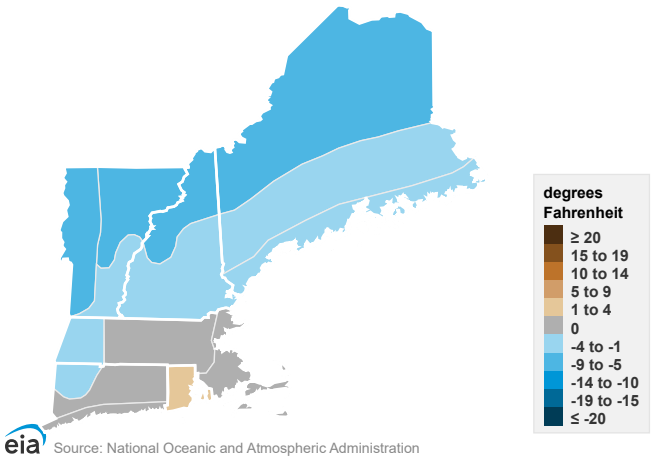 degrees
Fahrenheit
≥ 20
15 to 19
10 to 14
5 to 9
1 to 4
0
-4 to -1
-9 to -5
-14 to -10
-19 to -15
≤ -20
eia
Source: National Oceanic and Atmospheric Administration